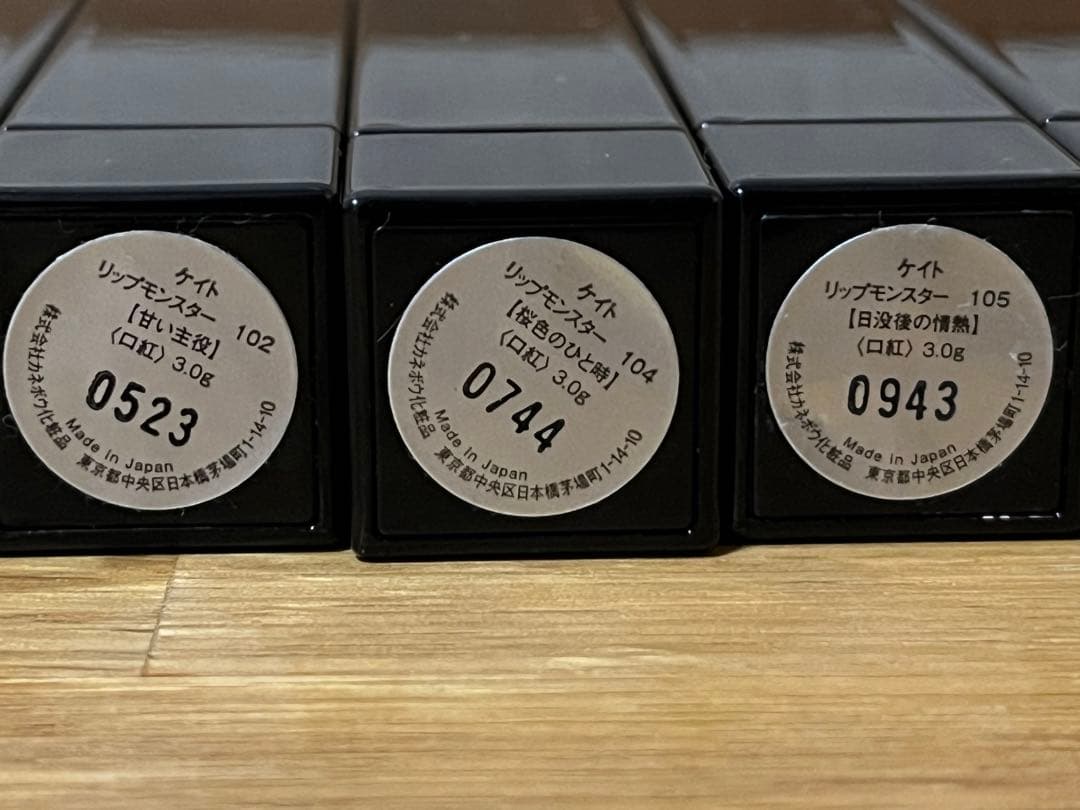 ケイト
リップモンスター 102
【甘い主役】
〈口紅〉3.0g
0523
Made in Japan
株式会社カネボウ化粧品 東京都中央区日本橋茅場町1-14-10
ケイト
リップモンスター 104
【桜色のひと時】
〈口紅〉3.0g
0744
Made in Japan
株式会社カネボウ化粧品 東京都中央区日本橋茅場町1-14-10
ケイト
リップモンスター 105
【日没後の情熱】
〈口紅〉3.0g
0943
Made in Japan
株式会社カネボウ化粧品 東京都中央区日本橋茅場町1-14-10